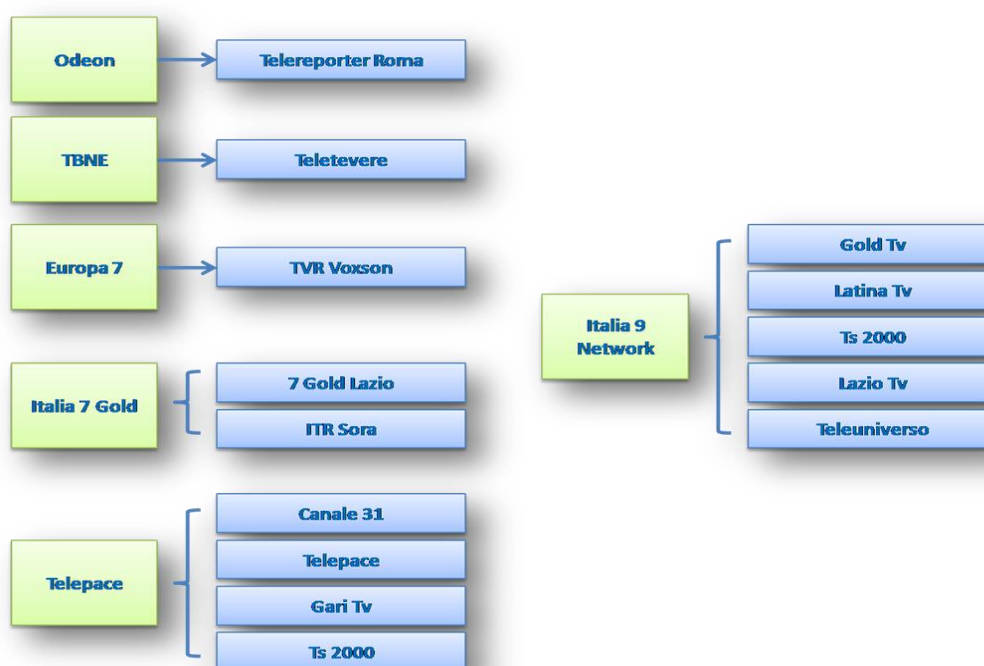 Odeon
Telereporter Roma
TBNE
Teletevere
Europa 7
TVR Voxson
Italia 7 Gold
7 Gold Lazio
ITR Sora
Telepace
Canale 31
Telepace
Gari Tv
Ts 2000
Italia 9
Network
Gold Tv
Latina Tv
Ts 2000
Lazio Tv
Teleuniverso